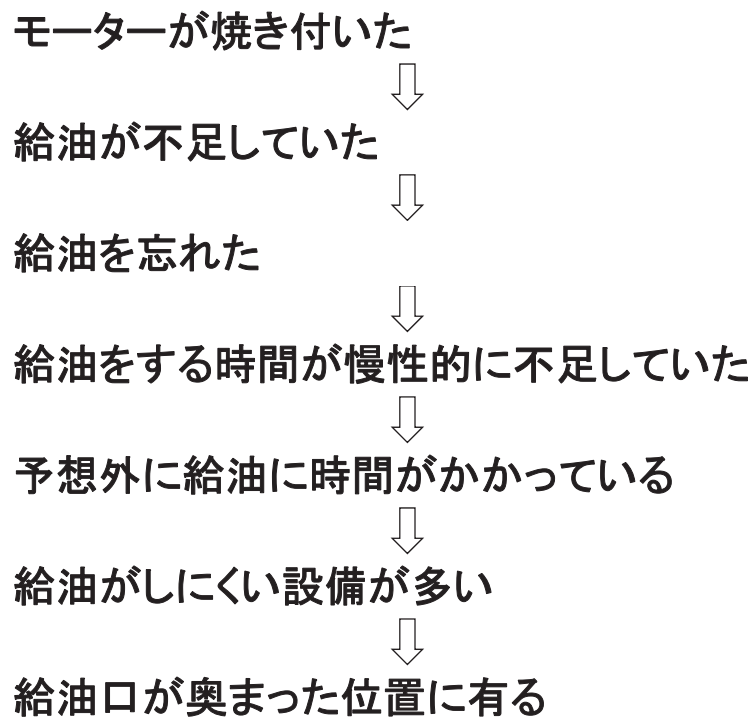 モーターが焼き付いた
給油が不足していた
給油を忘れた
給油をする時間が慢性的に不足していた
予想外に給油に時間がかかっている
給油がしにくい設備が多い
給油口が奥まった位置に有る